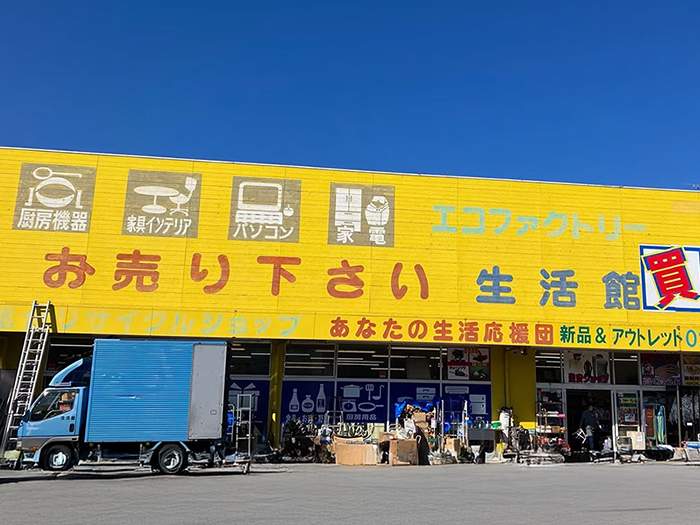 厨房機器
家具インテリア
パソコン
家 電
エコファクトリー
お売り下さい
生活館
買
リサイクルショップ
あなたの生活応援団
新品 & アウトレット
厨房用品